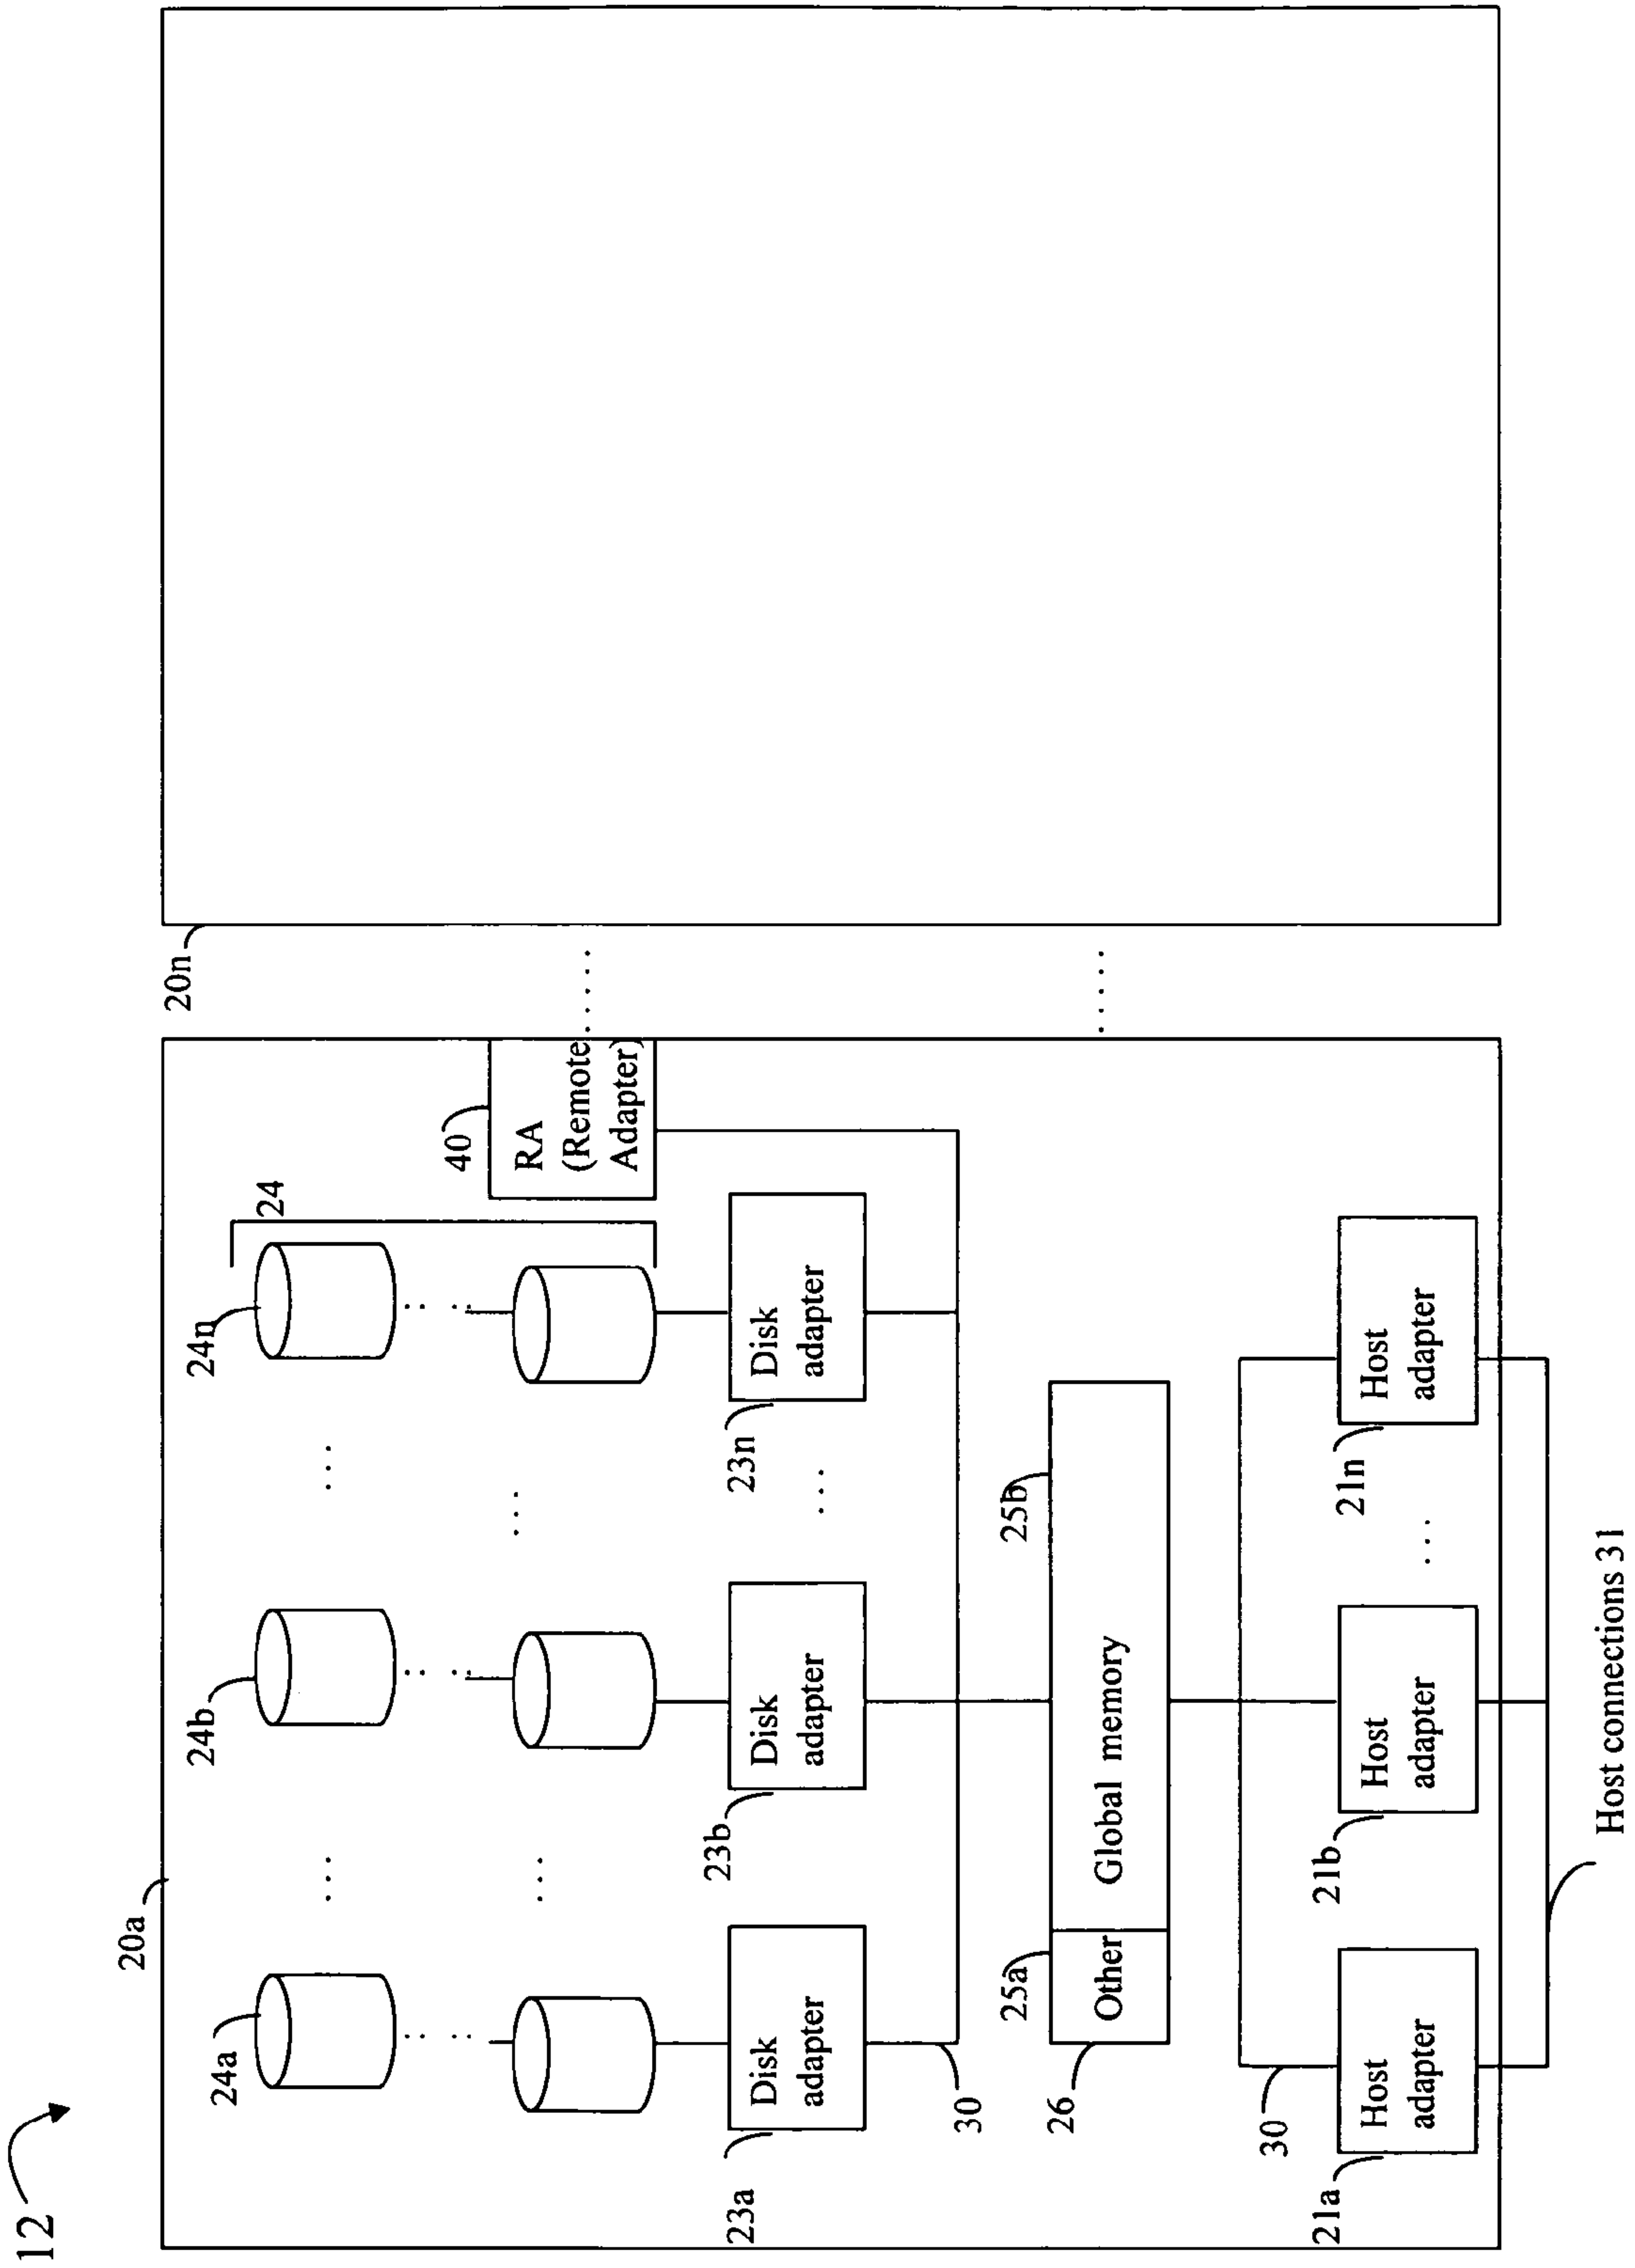 12
20a
20n
24a
24b
24n
24
40
RA
(Remote
Adapter)
Disk
adapter
Disk
adapter
Disk
adapter
23a
23b
23n
30
25a
25b
Other
Global memory
26
30
Host
adapter
Host
adapter
Host
adapter
21a
21b
21n
Host connections 31